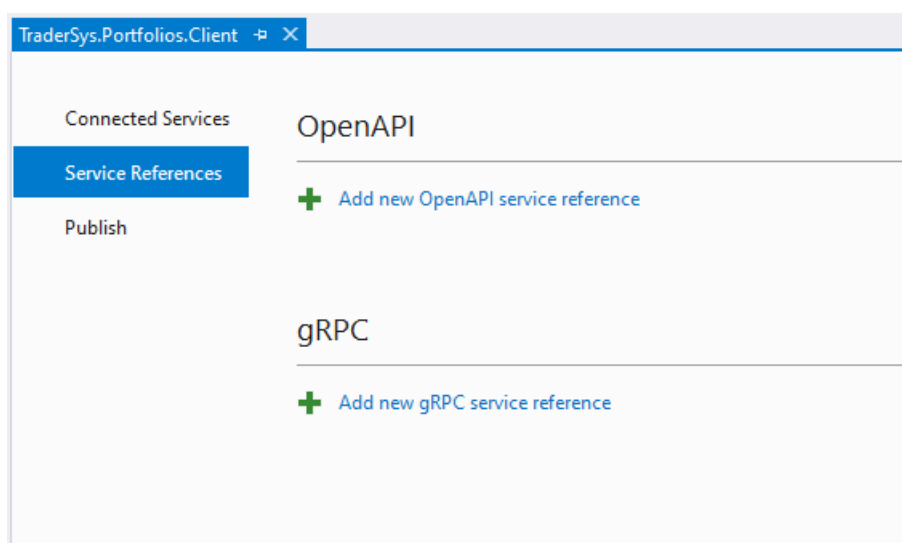 TraderSys.Portfolios.Client
Connected Services
Service References
Publish
OpenAPI
Add new OpenAPI service reference
gRPC
Add new gRPC service reference